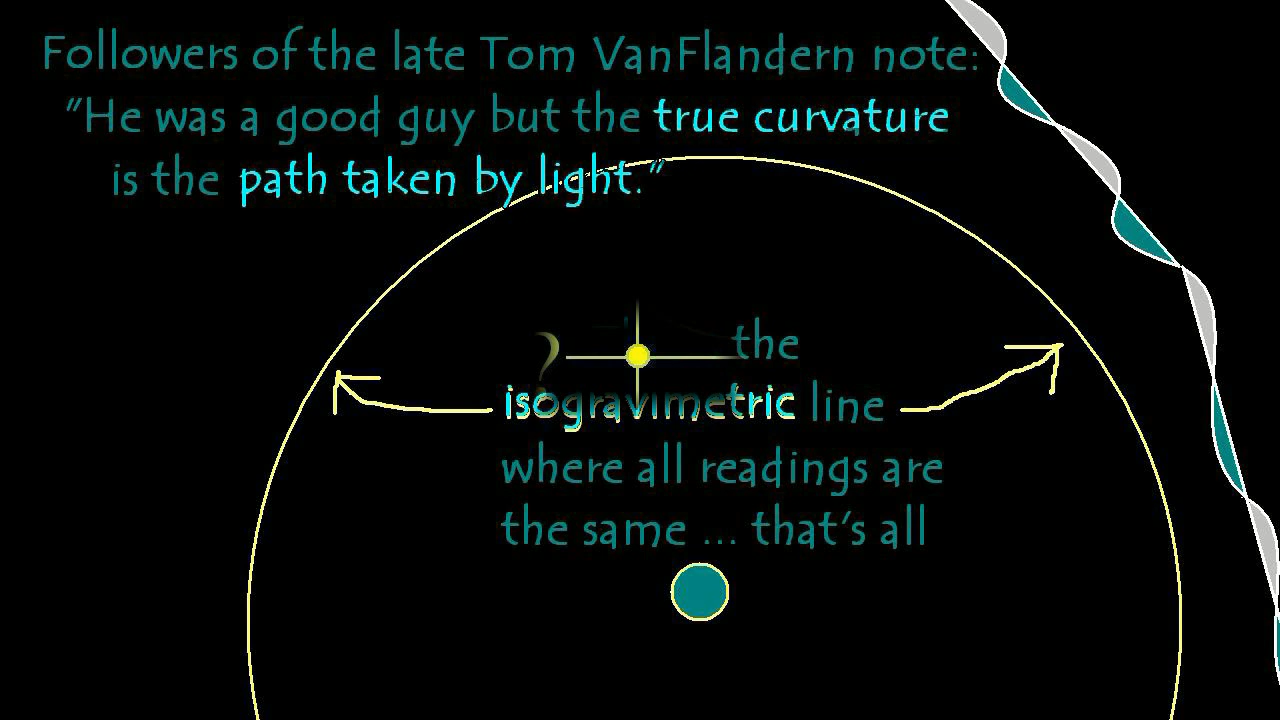 Followers of the late Tom VanFlandern note:
"He was a good guy but the true curvature
is the path taken by light."
? the
isogravimetric line
where all readings are
the same ... that's all